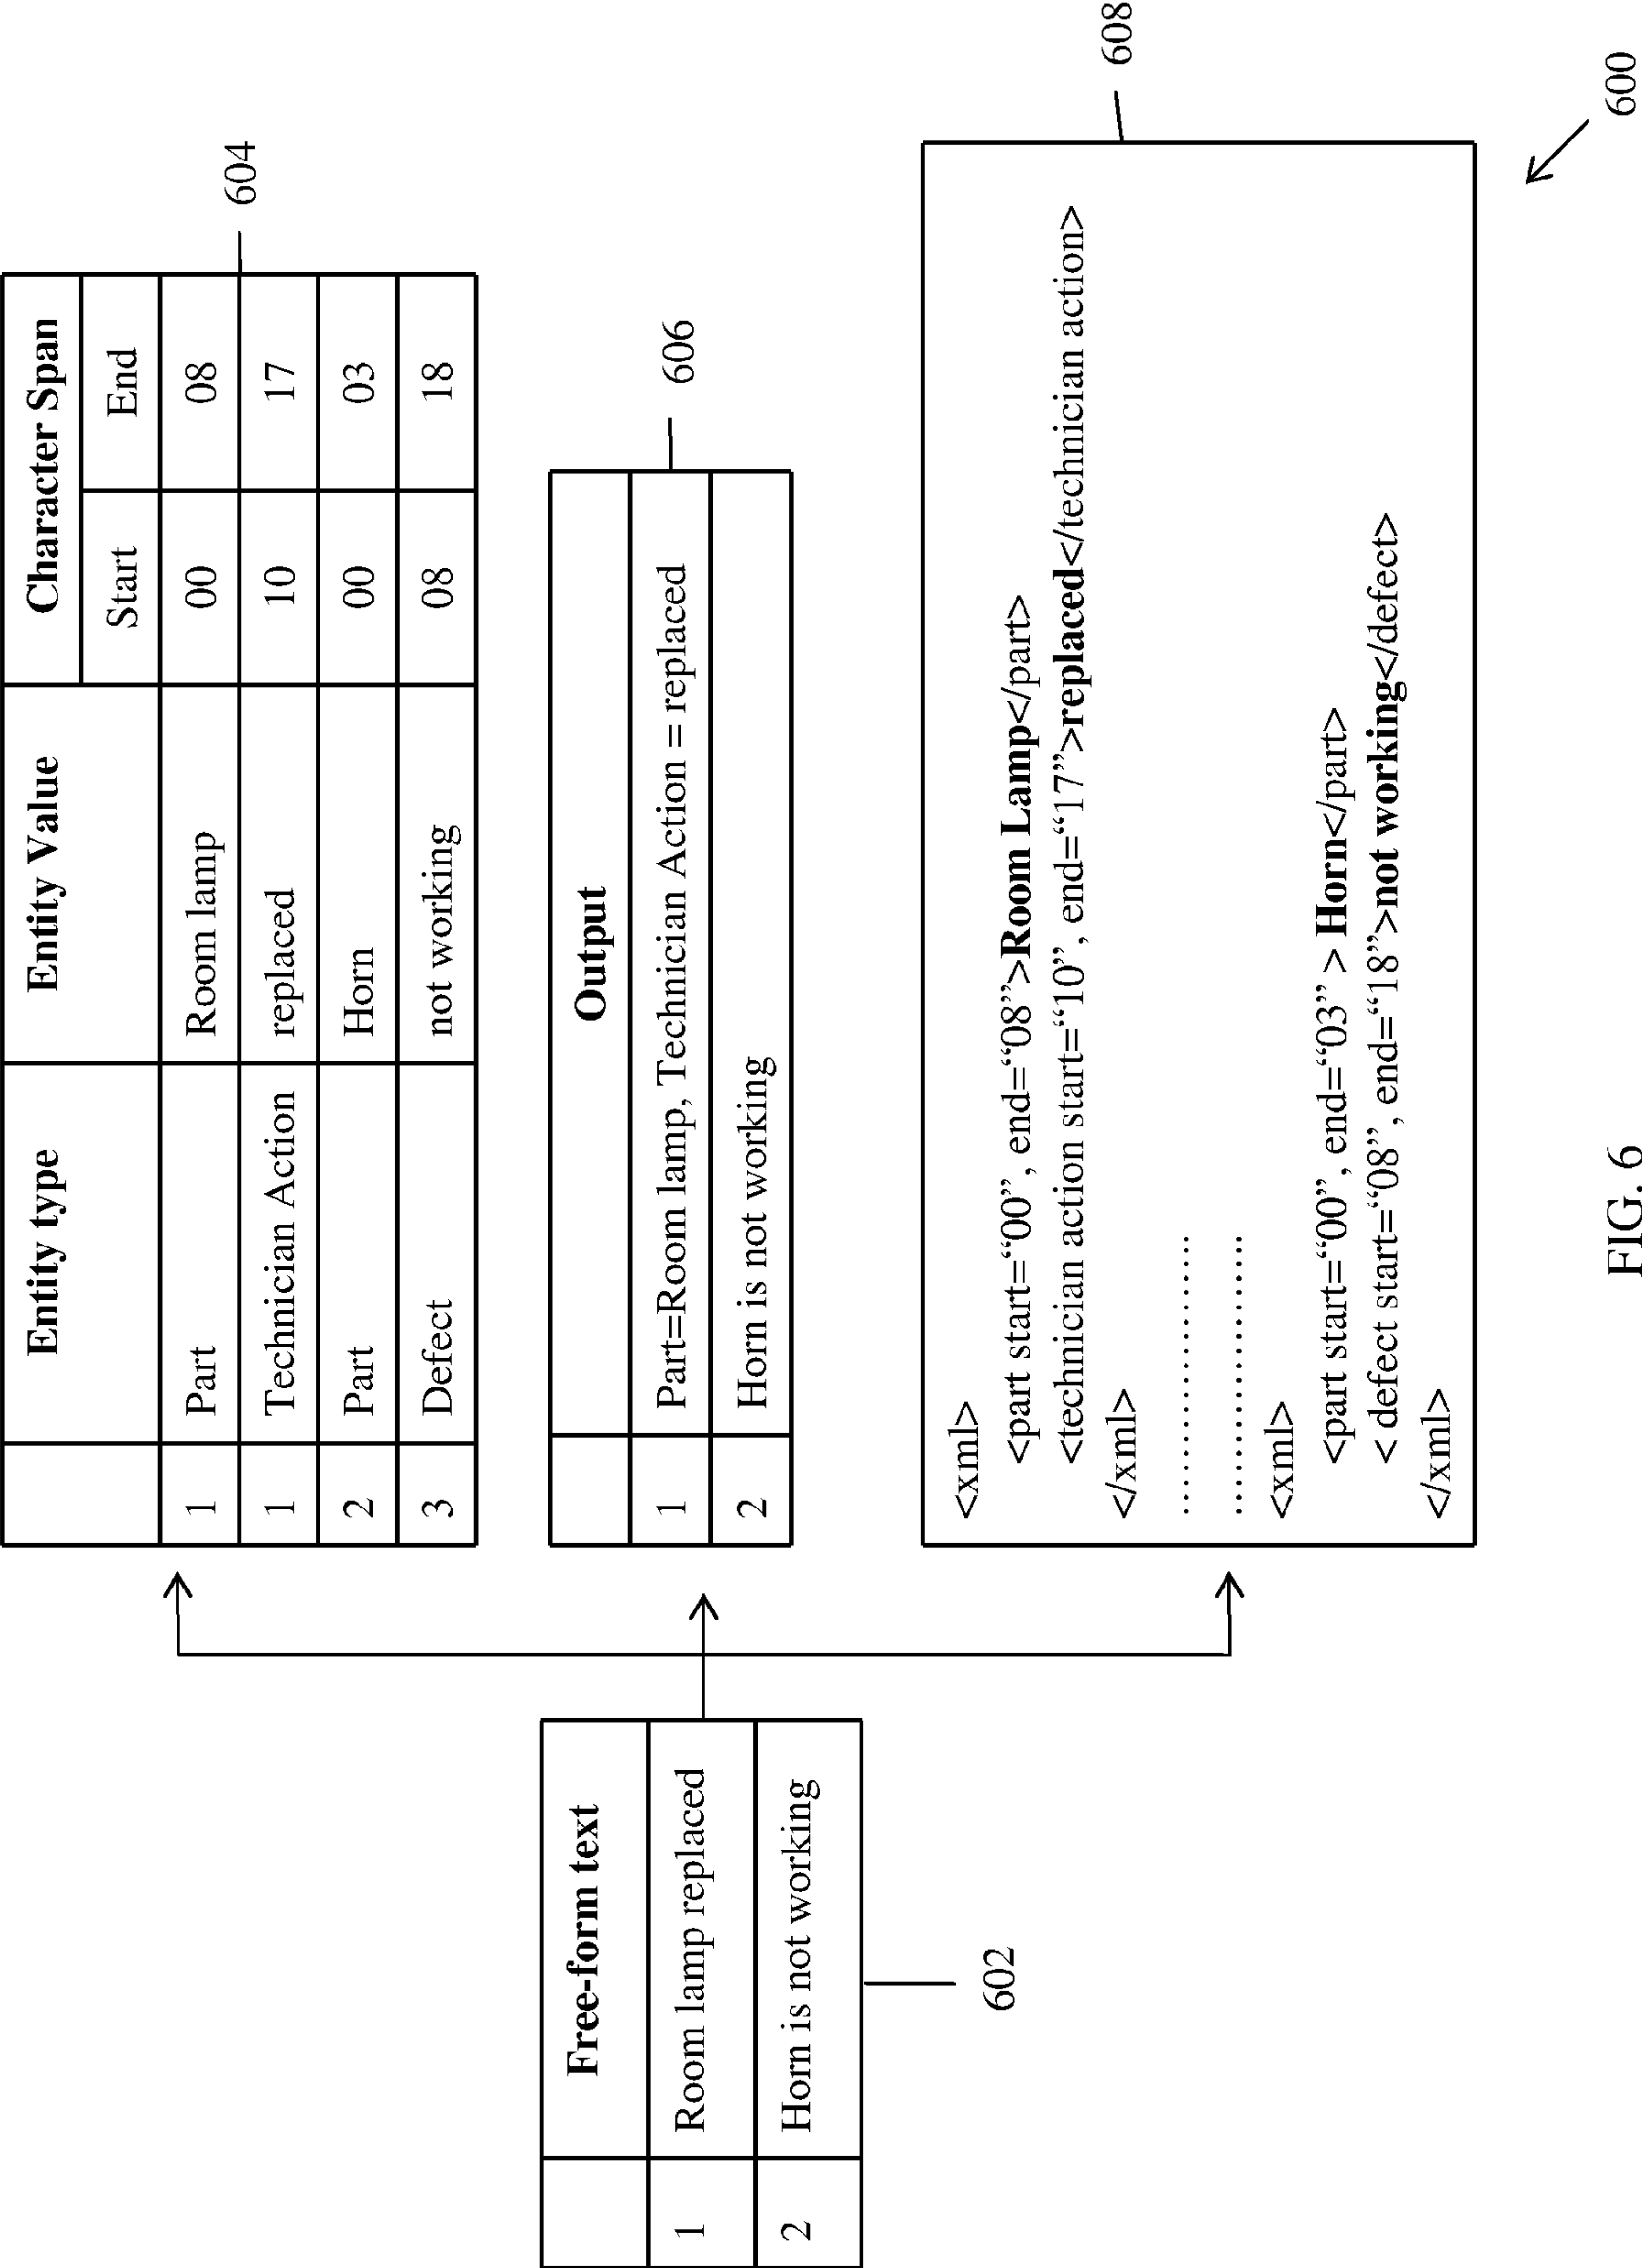 Free-form text
1 Room lamp replaced
2 Horn is not working
602
Entity type Entity Value Character Span
Start End
1 Part Room lamp 00 08
1 Technician Action replaced 10 17
2 Part Horn 00 03
3 Defect not working 08 18
604
Output
1 Part=Room lamp, Technician Action = replaced
2 Horn is not working
606
<xml>
<part start=“00”, end=“08”>Room Lamp</part>
<technician action start=“10”, end=“17”>replaced</technician action>
</xml>
..........................
..........................
<xml>
<part start=“00”, end=“03” > Horn</part>
< defect start=“08”, end=“18”>not working</defect>
</xml>
608
600
FIG. 6